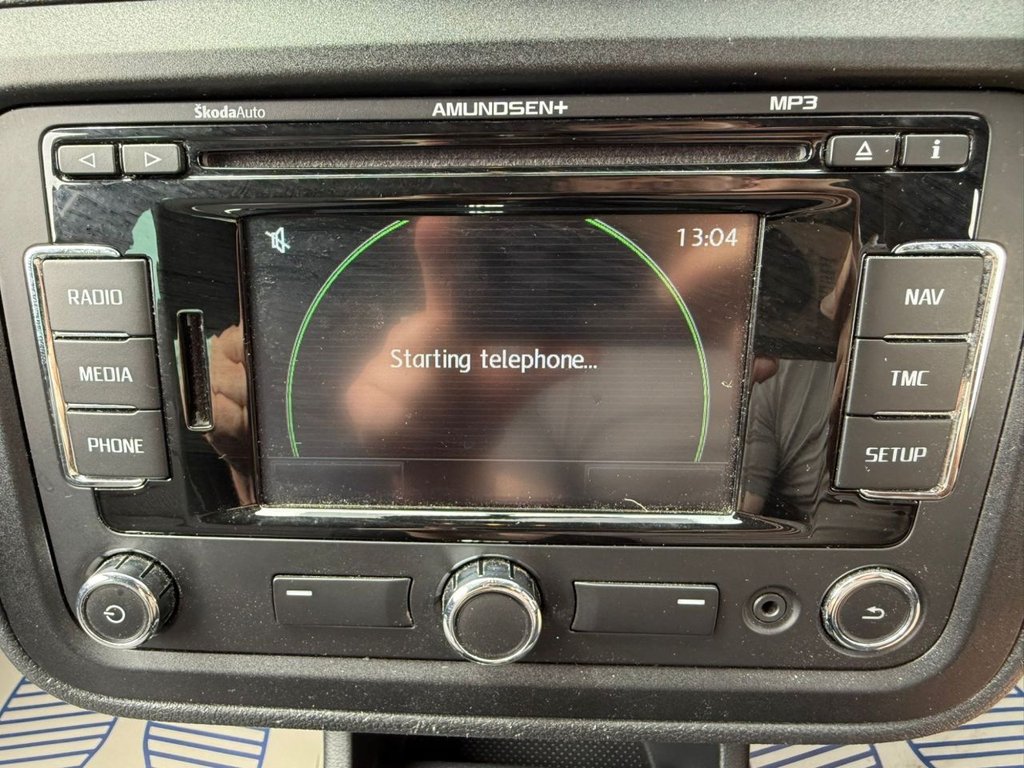 ŠkodaAuto AMUNDSEN+ MP3
i
13:04
RADIO
NAV
Starting telephone...
MEDIA
TMC
PHONE
SETUP